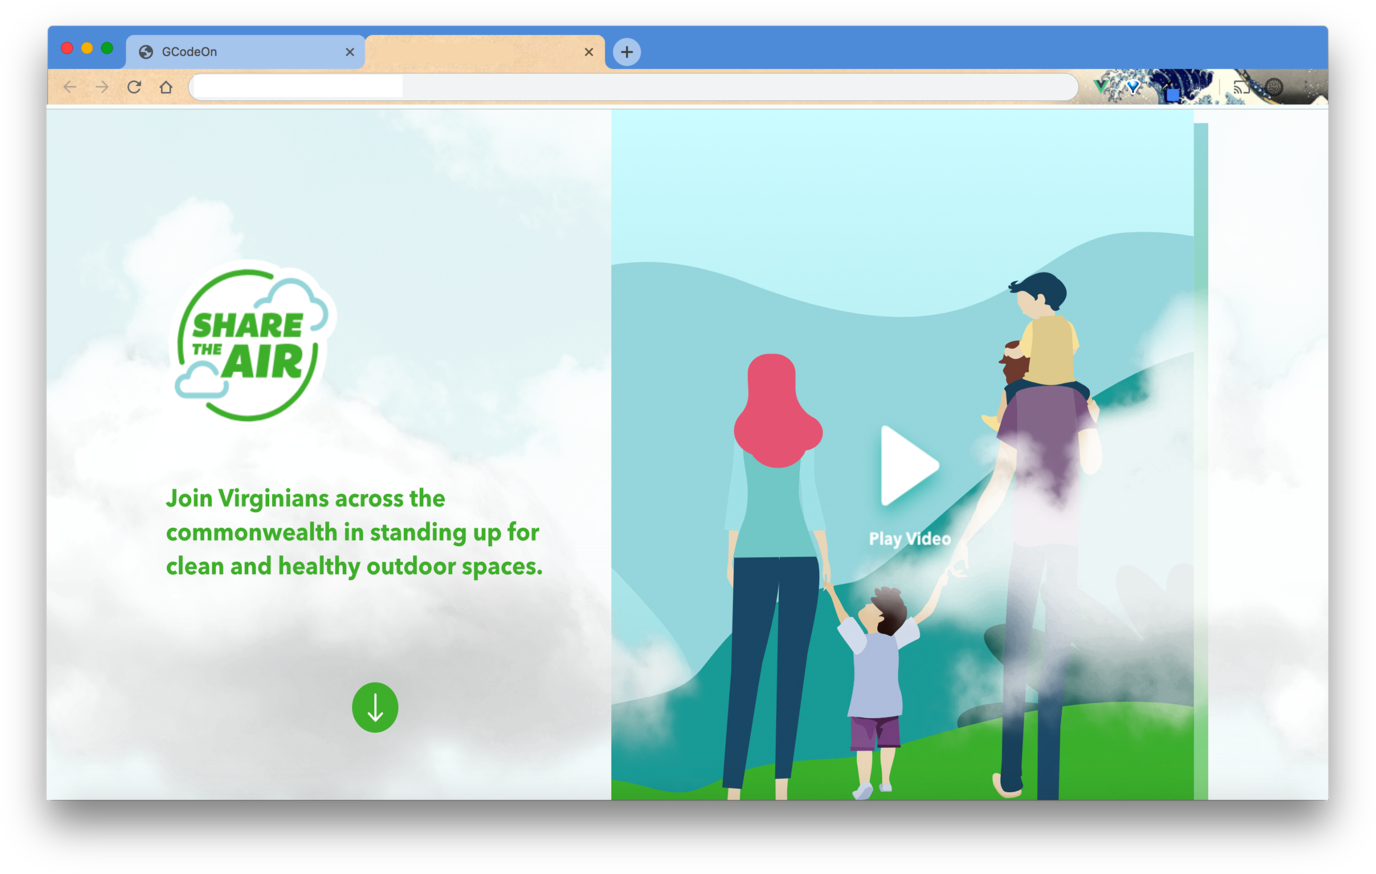 GCodeOn
SHARE
THE AIR
Join Virginians across the
commonwealth in standing up for
clean and healthy outdoor spaces.
Play Video